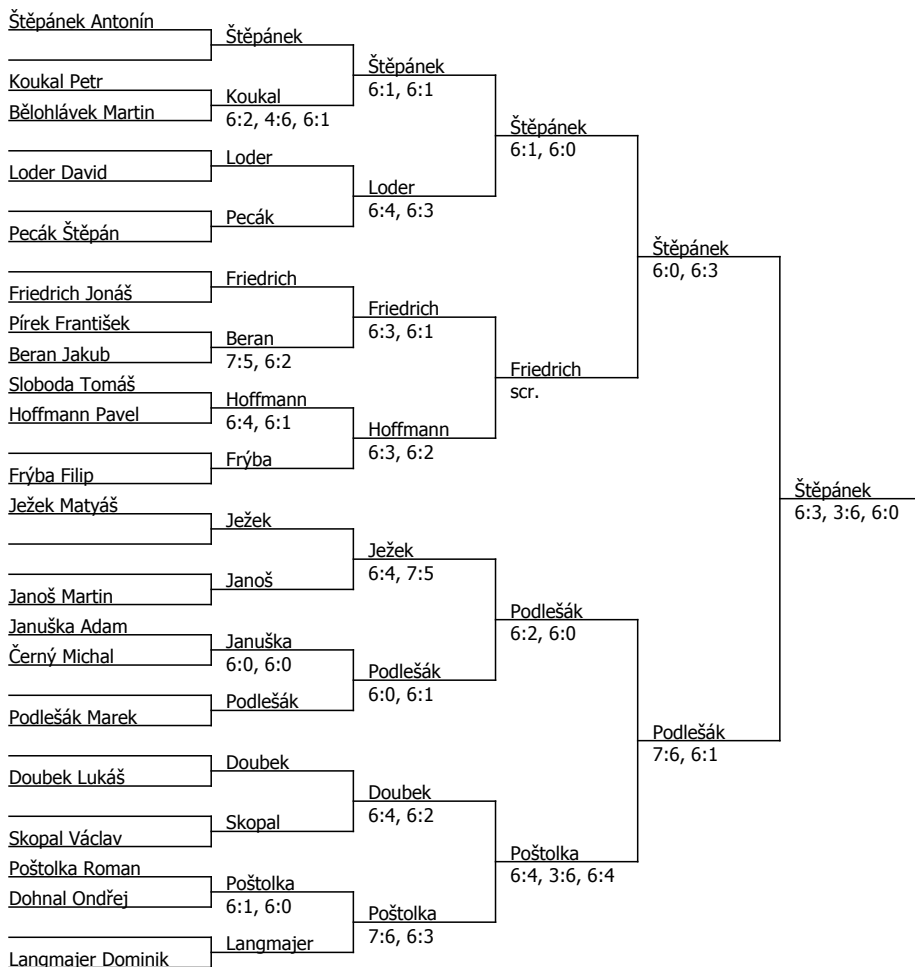 Štěpánek Antonín
Koukal Petr
Bělohlávek Martin
Loder David
Pecák Štěpán
Friedrich Jonáš
Pírek František
Beran Jakub
Sloboda Tomáš
Hoffmann Pavel
Frýba Filip
Ježek Matyáš
Janoš Martin
Januška Adam
Černý Michal
Podlešák Marek
Doubek Lukáš
Skopal Václav
Poštolka Roman
Dohnal Ondřej
Langmajer Dominik
Štěpánek
Koukal
6:2, 4:6, 6:1
Loder
Pecák
Friedrich
Beran
7:5, 6:2
Hoffmann
6:4, 6:1
Frýba
Ježek
Janoš
Januška
6:0, 6:0
Podlešák
Doubek
Skopal
Poštolka
6:1, 6:0
Langmajer
Štěpánek
6:1, 6:1
Loder
6:4, 6:3
Friedrich
6:3, 6:1
Hoffmann
6:3, 6:2
Ježek
6:4, 7:5
Podlešák
6:0, 6:1
Doubek
6:4, 6:2
Poštolka
7:6, 6:3
Štěpánek
6:1, 6:0
Friedrich
scr.
Podlešák
6:2, 6:0
Poštolka
6:4, 3:6, 6:4
Štěpánek
6:0, 6:3
Podlešák
7:6, 6:1
Štěpánek
6:3, 3:6, 6:0